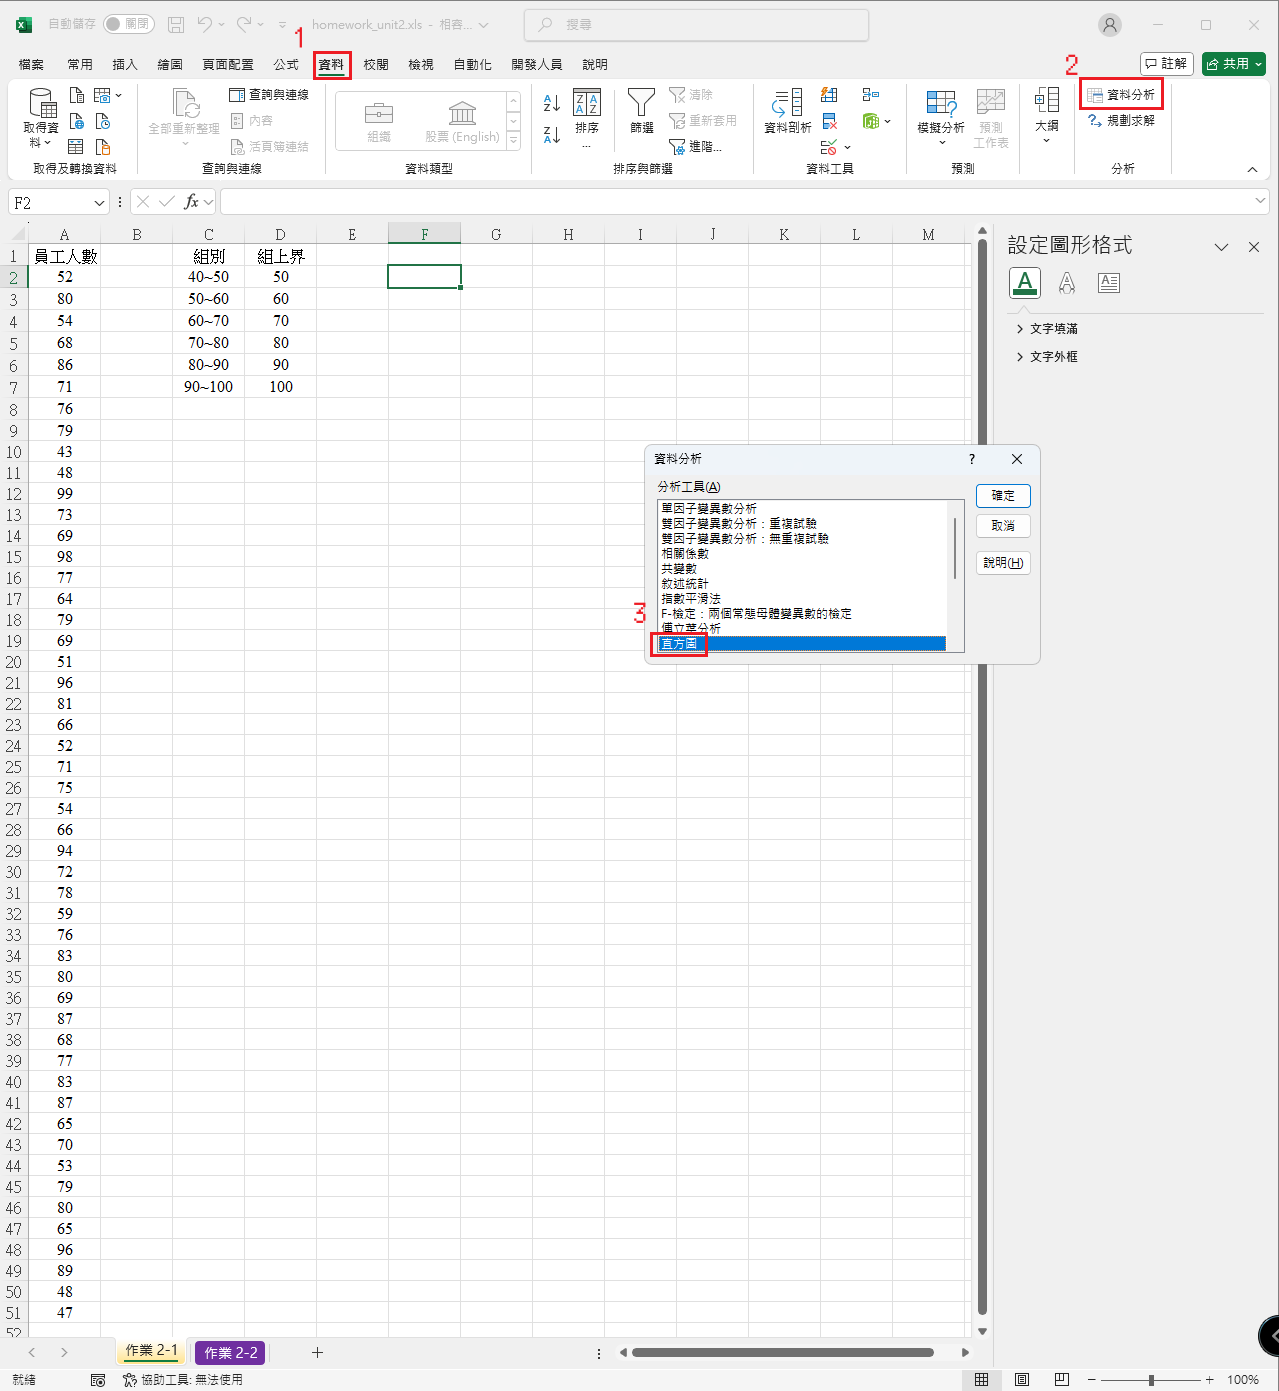 自動儲存 關閉 homework_unit2.xls - 相容... 搜尋
1
檔案 常用 插入 繪圖 頁面配置 公式 資料 校閱 檢視 自動化 開發人員 說明 2 註解 共用
取得資料 全部重新整理 查詢與連線 內容 活頁簿連結 組織 股票 (English) 排序... 篩選 清除 重新套用 進階... 資料剖析 模擬分析 預測工作表 大綱 資料分析 規劃求解
取得及轉換資料 查詢與連線 資料類型 排序與篩選 資料工具 預測 分析
F2 fx
A B C D E F G H I J K L M
1 員工人數 組別 組上界
2 52 40~50 50
3 80 50~60 60
4 54 60~70 70
5 68 70~80 80
6 86 80~90 90
7 71 90~100 100
8 76
9 79
10 43
11 48
12 99
13 73
14 69
15 98
16 77
17 64
18 79
19 69
20 51
21 96
22 81
23 66
24 52
25 71
26 75
27 54
28 66
29 94
30 72
31 78
32 59
33 76
34 83
35 80
36 69
37 87
38 68
39 77
40 83
41 87
42 65
43 70
44 53
45 79
46 80
47 65
48 96
49 89
50 48
51 47
52
設定圖形格式
文字填滿
文字外框
資料分析 ?
分析工具(A)
單因子變異數分析
雙因子變異數分析：重複試驗
雙因子變異數分析：無重複試驗
相關係數
共變數
敘述統計
指數平滑法
F-檢定：兩個常態母體變異數的檢定
傅立葉分析
3 直方圖
確定
取消
說明(H)
作業 2-1 作業 2-2
就緒 協助工具: 無法使用 100%